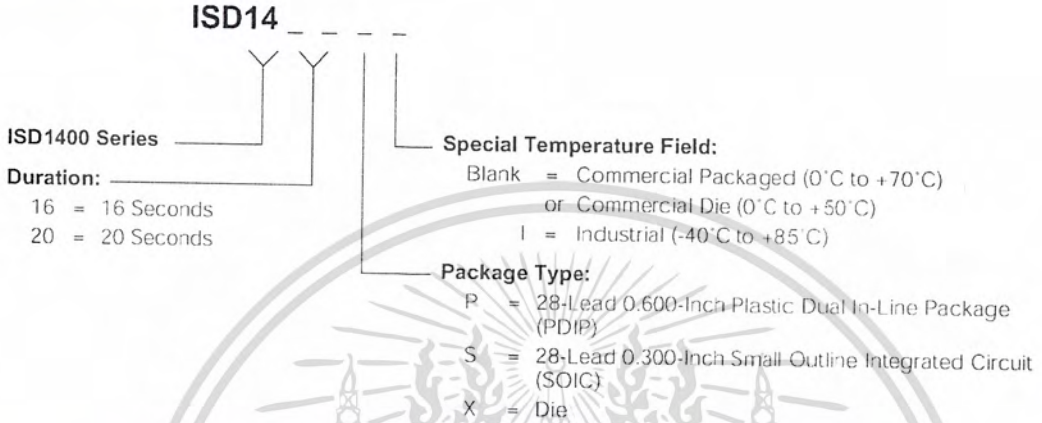 ISD14 _ _ _ _
ISD1400 Series
Duration:
16 = 16 Seconds
20 = 20 Seconds
Special Temperature Field:
Blank = Commercial Packaged (0˚C to +70˚C)
or Commercial Die (0˚C to +50˚C)
I = Industrial (-40˚C to +85˚C)
Package Type:
P = 28-Lead 0.600-Inch Plastic Dual In-Line Package
(PDIP)
S = 28-Lead 0.300-Inch Small Outline Integrated Circuit
(SOIC)
X = Die